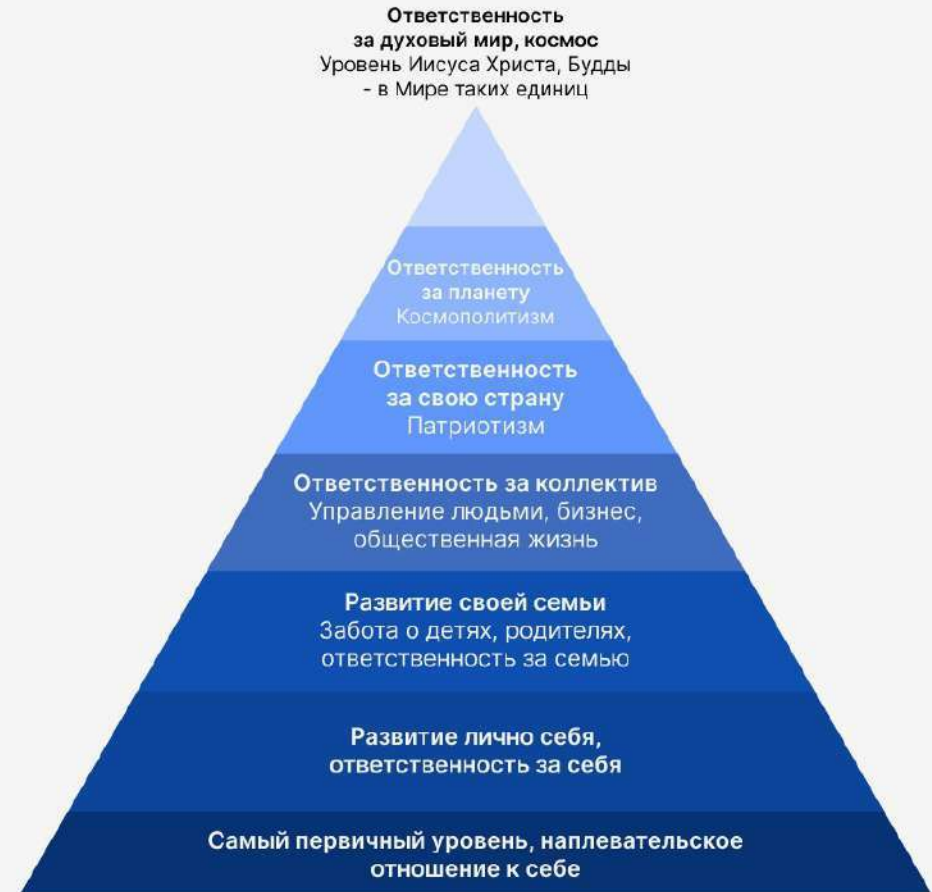 Ответственность
за духовый мир, космос
Уровень Иисуса Христа, Будды
- в Мире таких единиц
Ответственность
за планету
Космополитизм
Ответственность
за свою страну
Патриотизм
Ответственность за коллектив
Управление людьми, бизнес,
общественная жизнь
Развитие своей семьи
Забота о детях, родителях,
ответственность за семью
Развитие лично себя,
ответственность за себя
Самый первичный уровень, наплевательское
отношение к себе